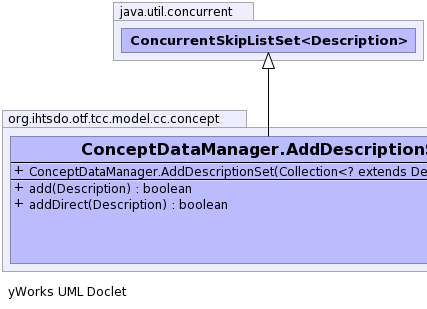 java.util.concurrent
ConcurrentSkipListSet<Description>
org.ihtsdo.otf.tcc.model.cc.concept
ConceptDataManager.AddDescriptionS
+ ConceptDataManager.AddDescriptionSet(Collection<? extends De
+ add(Description) : boolean
+ addDirect(Description) : boolean
yWorks UML Doclet